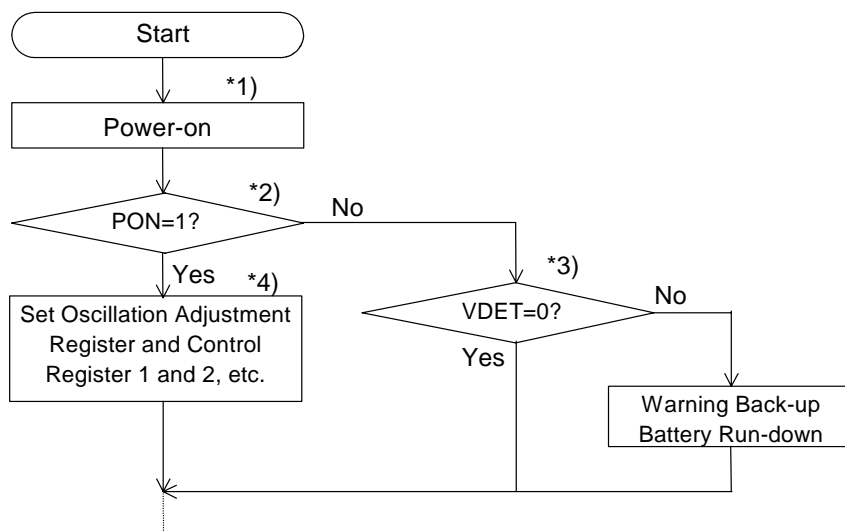 Start
*1)
Power-on
*2)
PON=1?
No
Yes
*4)
*3)
Set Oscillation Adjustment
Register and Control
Register 1 and 2, etc.
VDET=0?
No
Yes
Warning Back-up
Battery Run-down